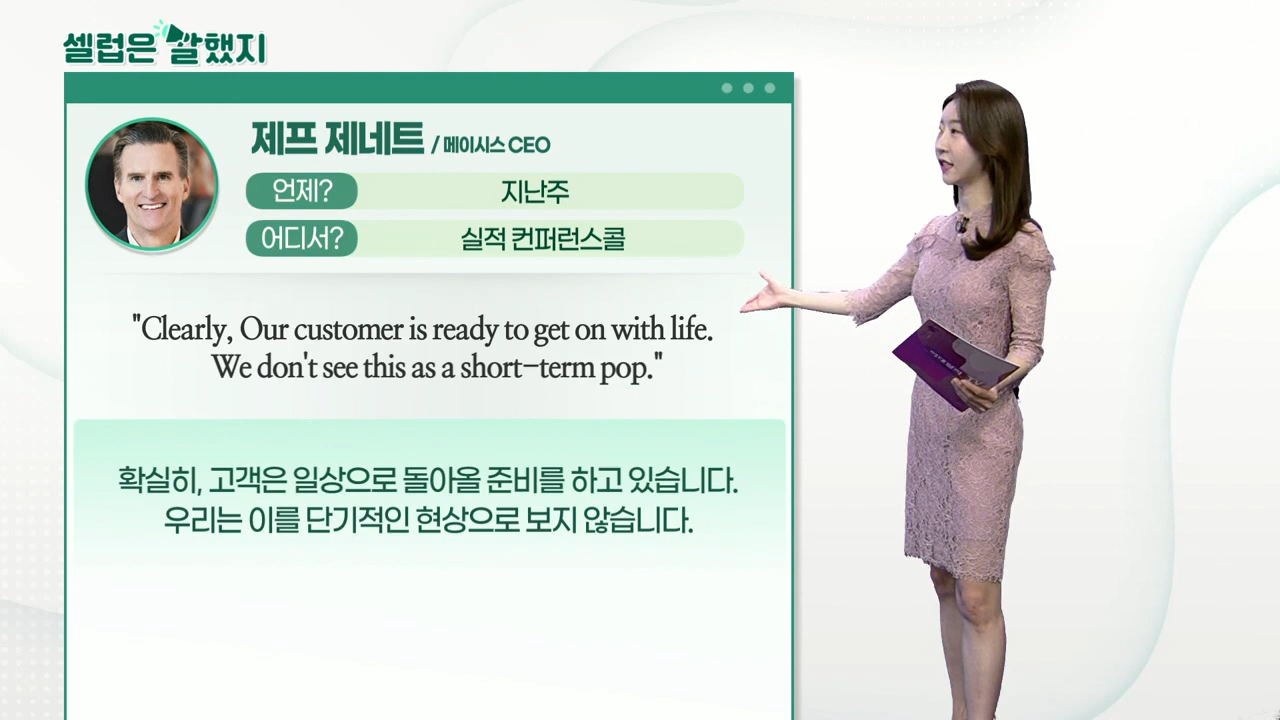 셀럽은 말했지
제프 제네트 / 메이시스 CEO
언제? 지난주
어디서? 실적 컨퍼런스콜
"Clearly, Our customer is ready to get on with life.
We don't see this as a short-term pop."
확실히, 고객은 일상으로 돌아올 준비를 하고 있습니다.
우리는 이를 단기적인 현상으로 보지 않습니다.